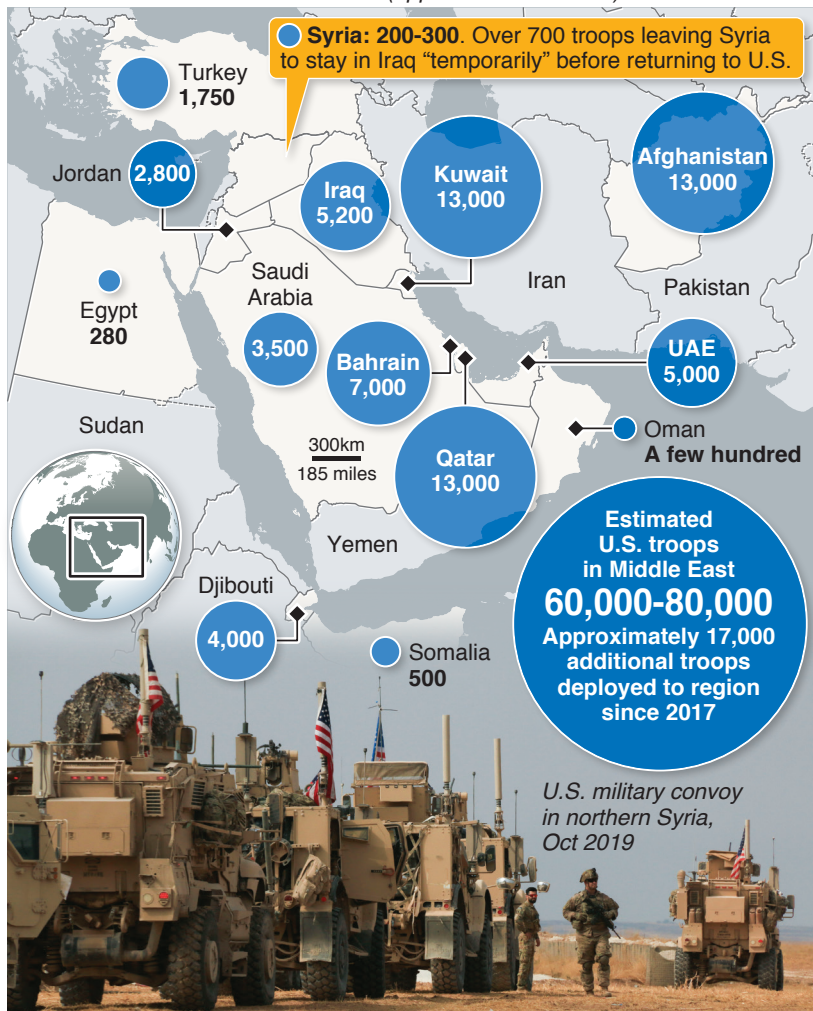 Syria: 200-300. Over 700 troops leaving Syria
to stay in Iraq “temporarily” before returning to U.S.
Turkey
1,750
Jordan
2,800
Iraq
5,200
Kuwait
13,000
Afghanistan
13,000
Egypt
280
Saudi
Arabia
3,500
Iran
Pakistan
Bahrain
7,000
UAE
5,000
Sudan
300km
185 miles
Qatar
13,000
Oman
A few hundred
Yemen
Djibouti
4,000
Somalia
500
Estimated
U.S. troops
in Middle East
60,000-80,000
Approximately 17,000
additional troops
deployed to region
since 2017
U.S. military convoy
in northern Syria,
Oct 2019